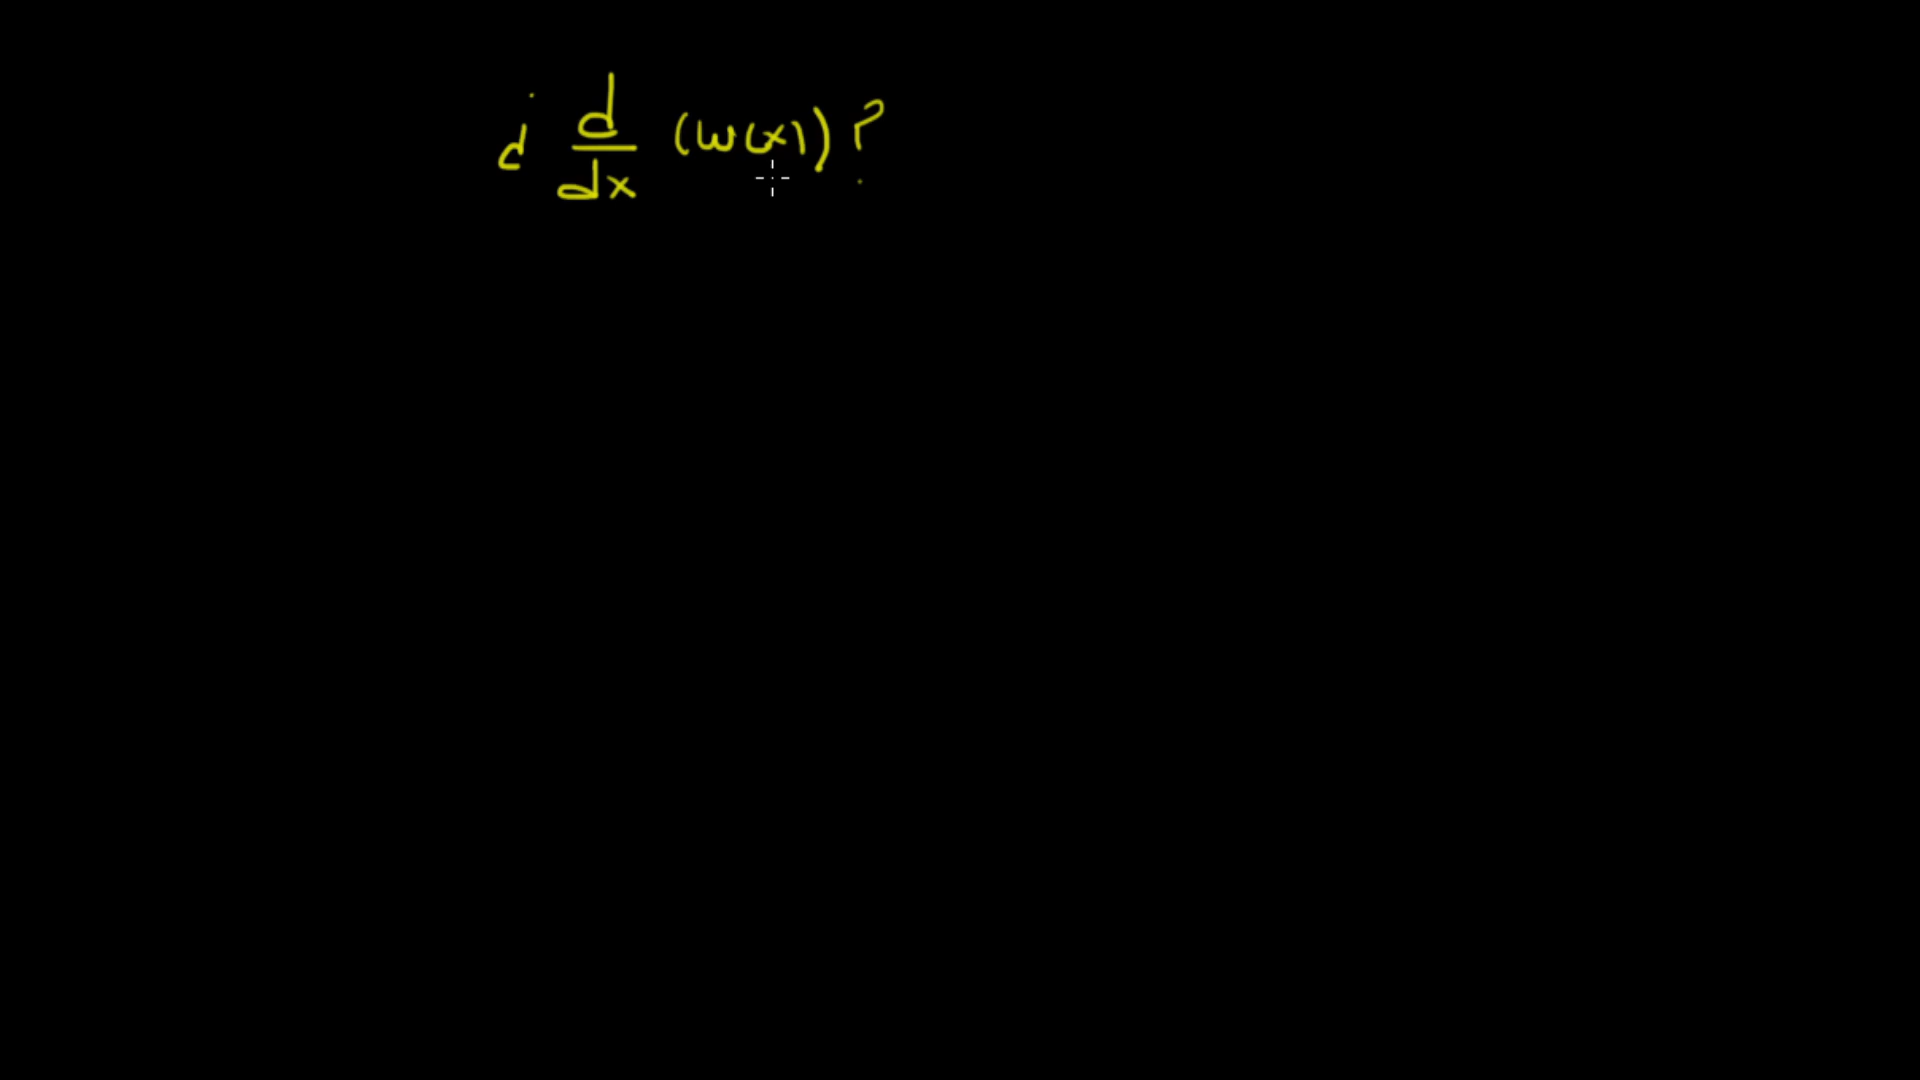 ¿ d/dx (w(x)) ?